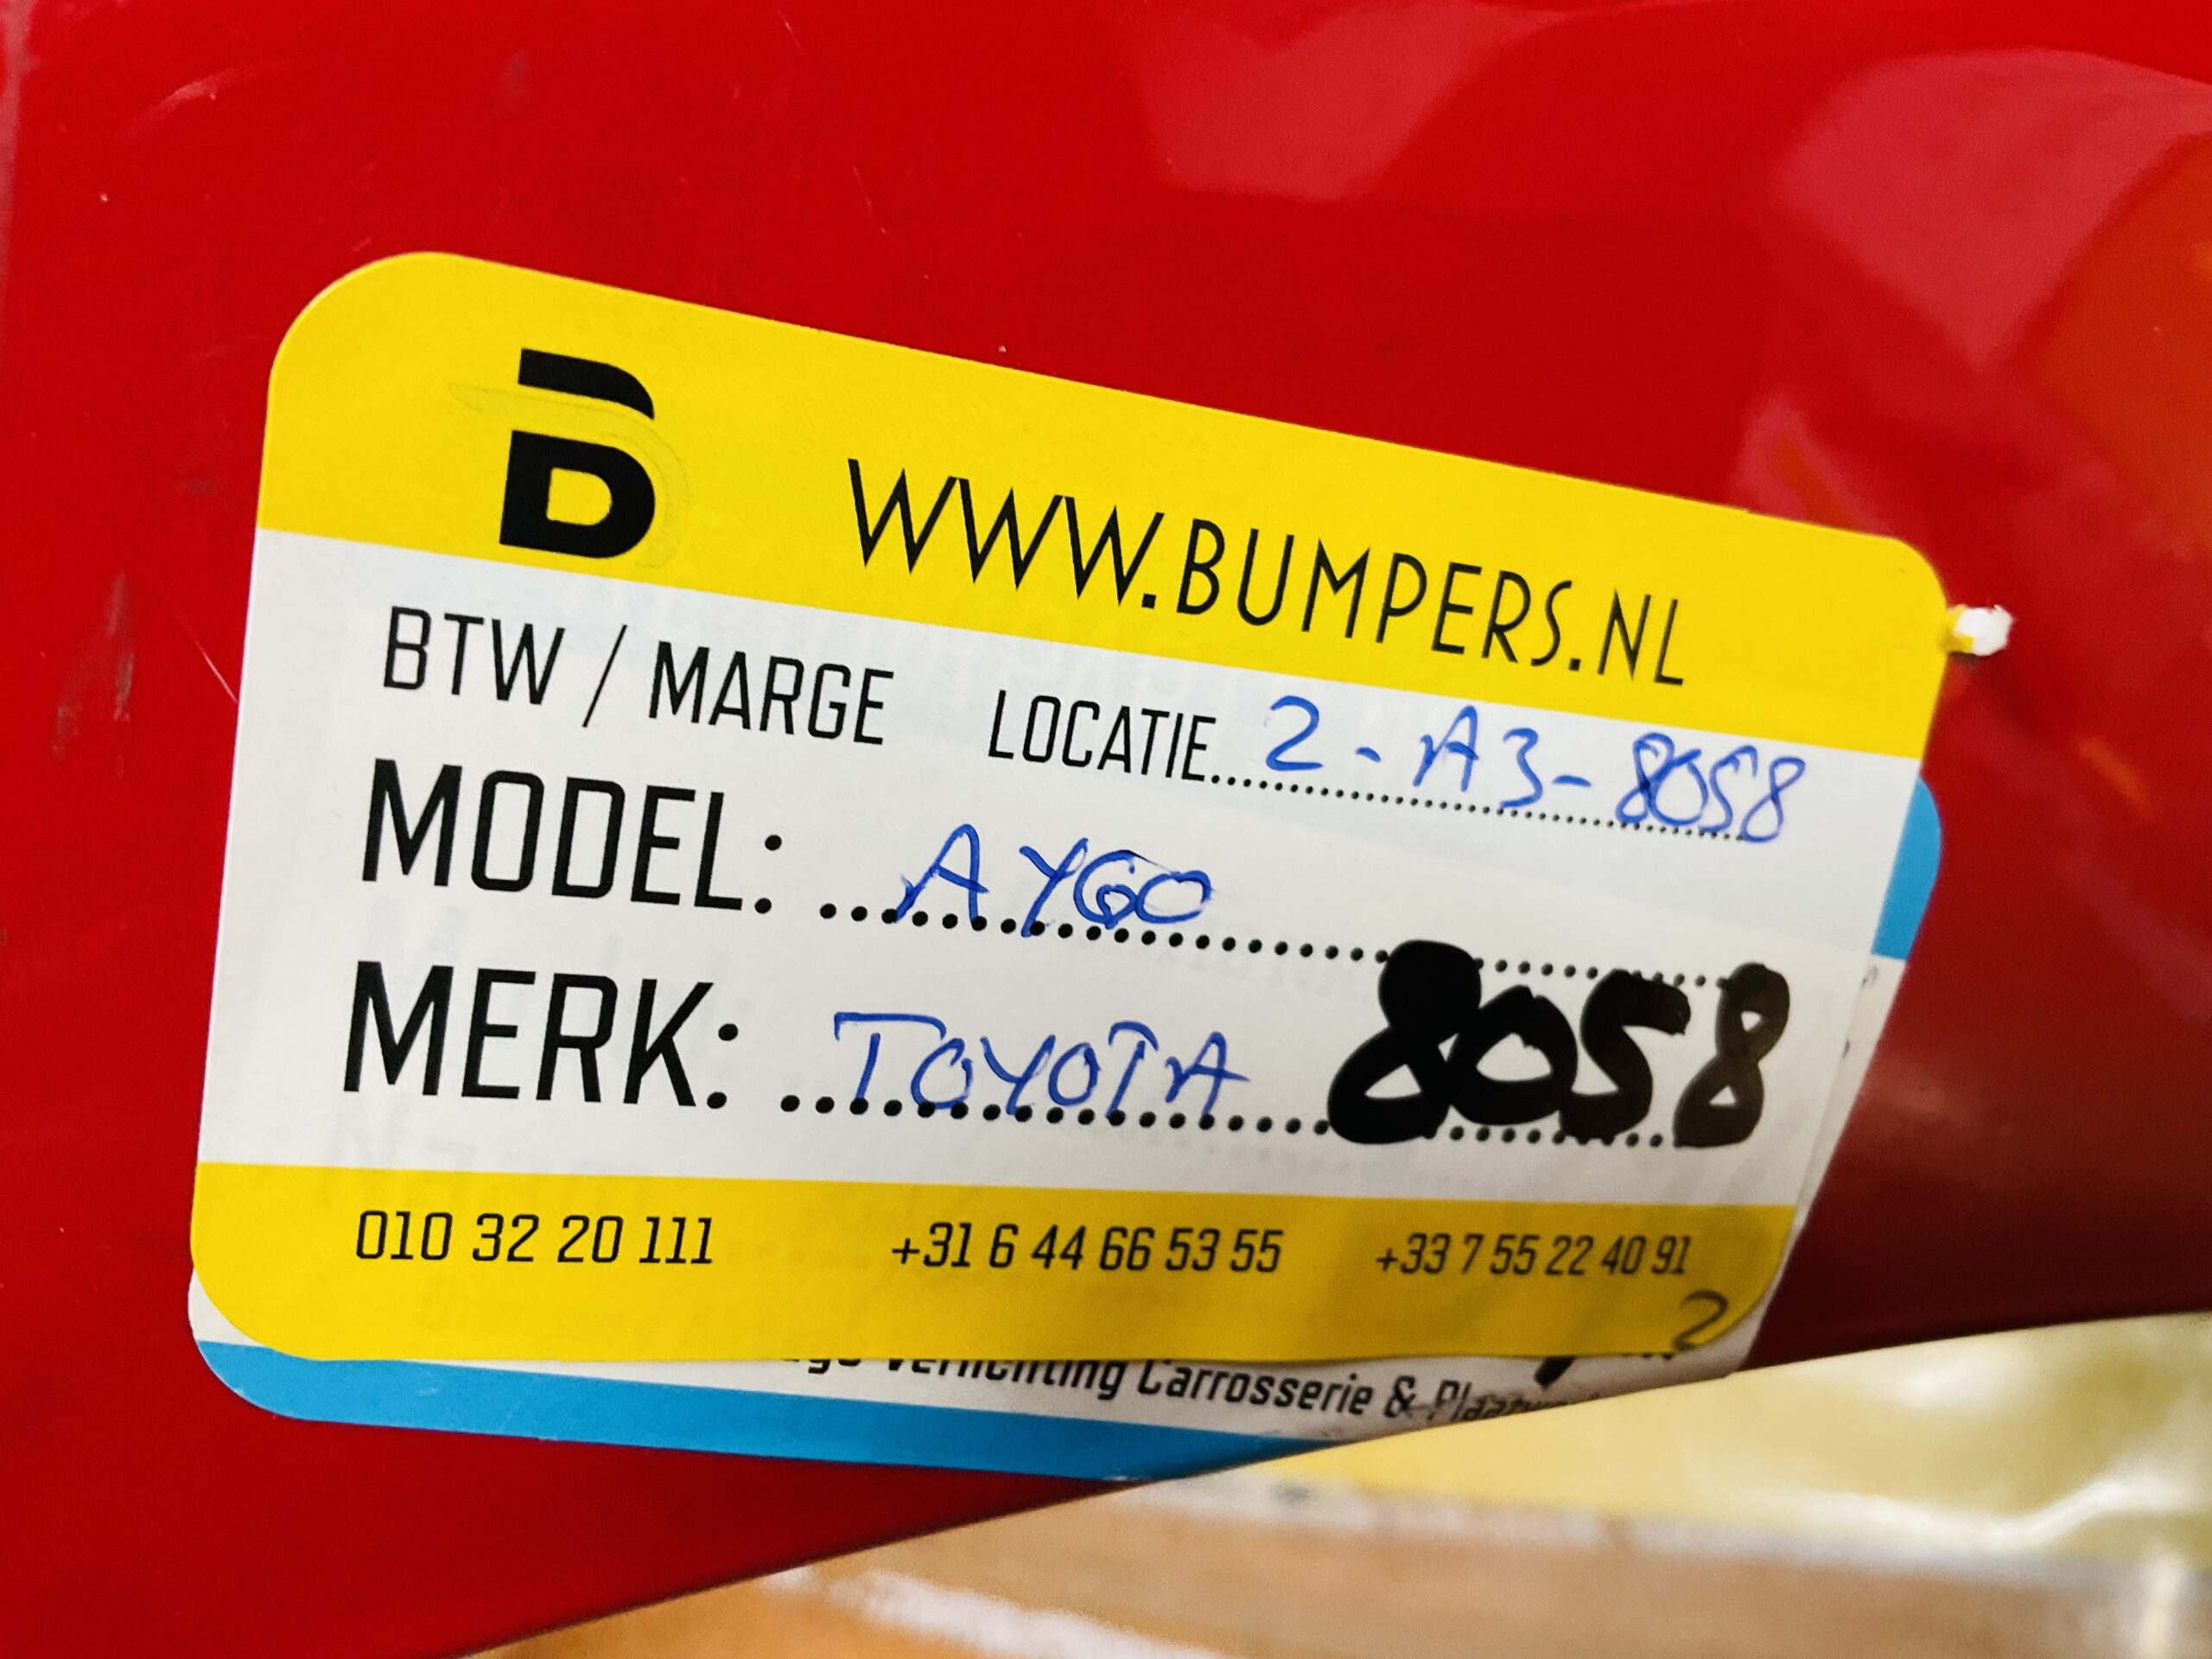 B WWW.BUMPERS.NL
BTW / MARGE LOCATIE..... 2-A3-8058
MODEL: ... AYGO
MERK: ... TOYOTA 8058
010 32 20 111 +31 6 44 66 53 55 +33 7 55 22 40 91
2
Carrosserie &